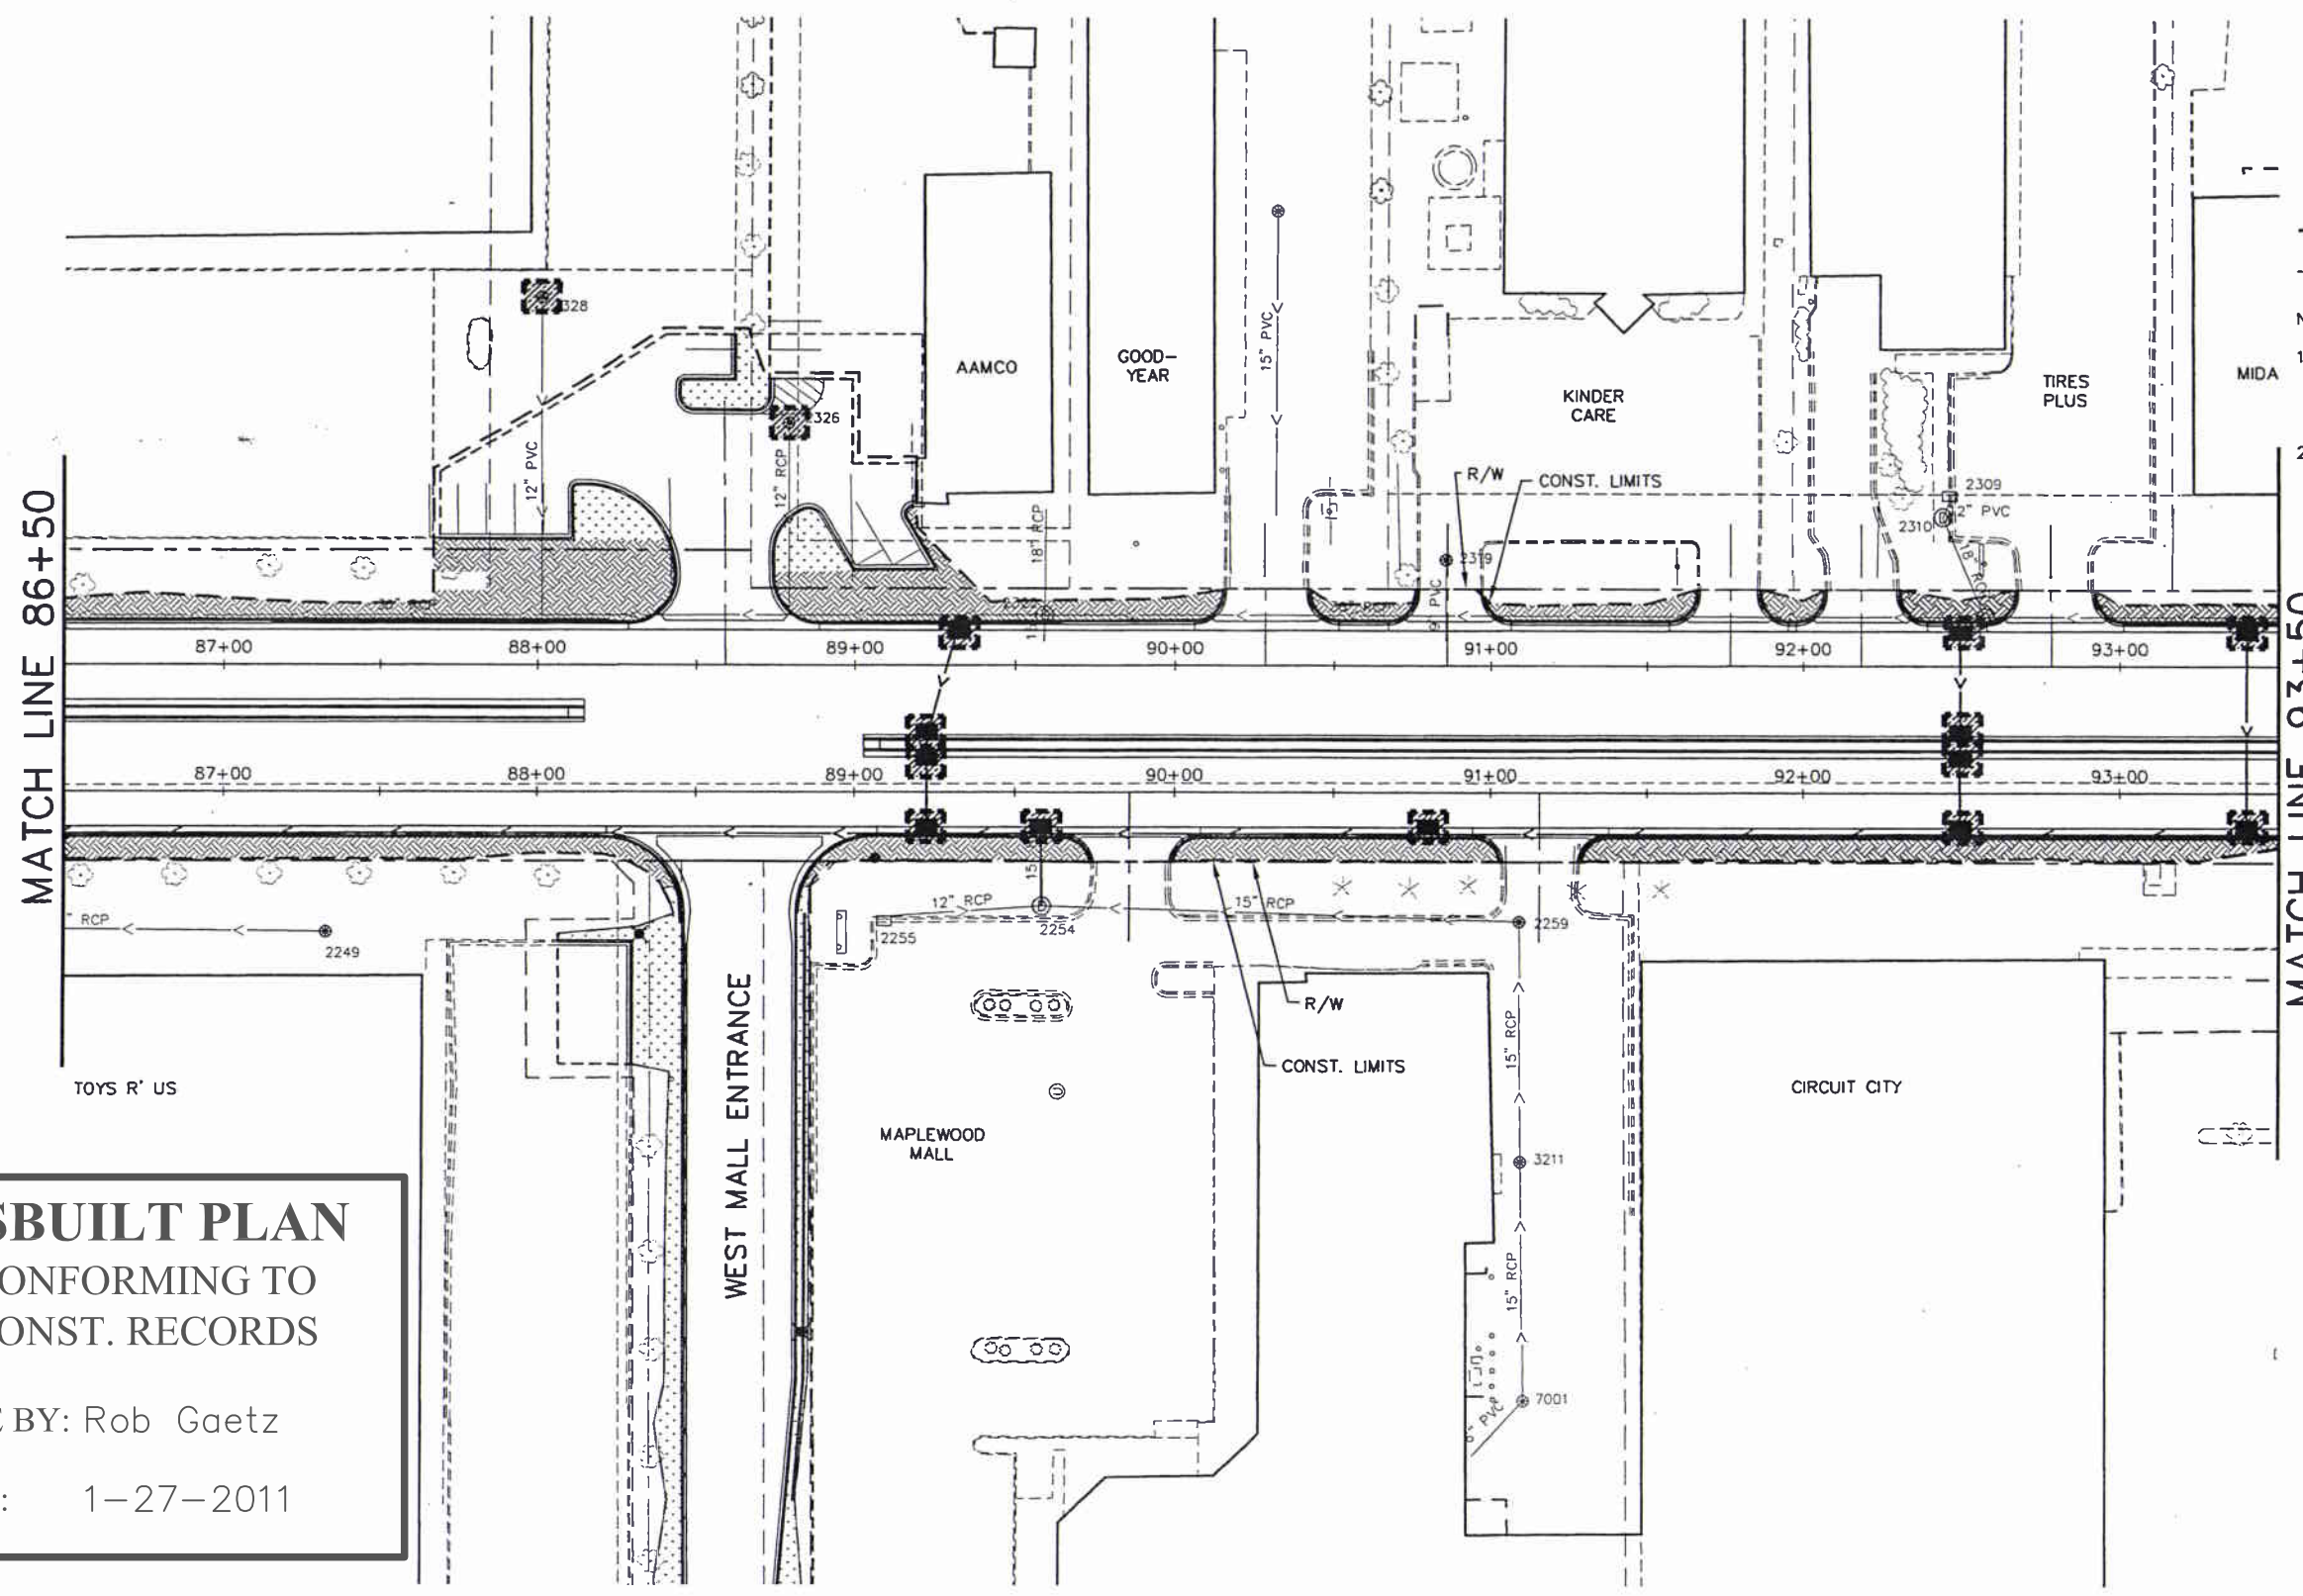 328
326
15" PVC
12" PVC
12" RCP
18" RCP
AAMCO
GOOD-
YEAR
KINDER
CARE
TIRES
PLUS
MIDA
R/W
CONST. LIMITS
2309
2" PVC
2310
2319
MATCH LINE 86+50
87+00
88+00
89+00
90+00
91+00
92+00
93+00
87+00
88+00
89+00
90+00
91+00
92+00
93+00
MATCH LINE 93+50
" RCP
2249
12" RCP
15
2255
2254
15" RCP
2259
R/W
CONST. LIMITS
15" RCP
TOYS R' US
WEST MALL ENTRANCE
MAPLEWOOD
MALL
CIRCUIT CITY
3211
15" RCP
7001
" PVC
SBUILT PLAN
ONFORMING TO
ONST. RECORDS
E BY: Rob Gaetz
: 1-27-2011